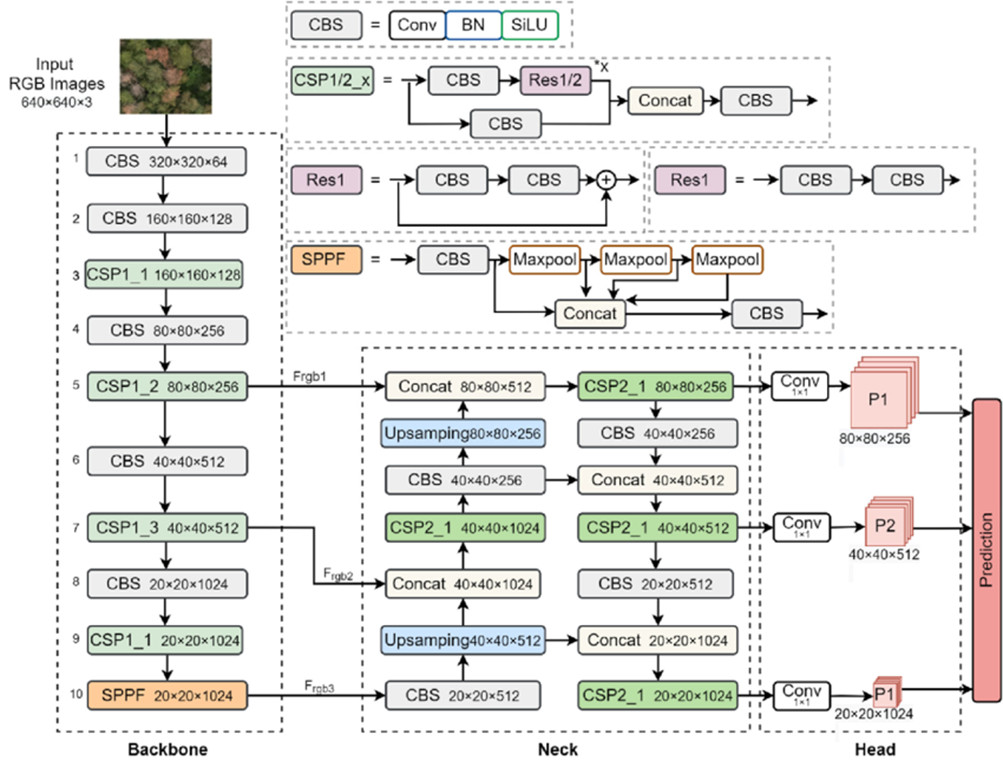 Input
RGB Images
640×640×3
CBS = Conv BN SiLU
CSP1/2_x = CBS Res1/2 *x
CBS
Concat CBS
Res1 = CBS CBS +
Res1 = CBS CBS
SPPF = CBS Maxpool Maxpool Maxpool
Concat CBS
1 CBS 320×320×64
2 CBS 160×160×128
3 CSP1_1 160×160×128
4 CBS 80×80×256
5 CSP1_2 80×80×256
6 CBS 40×40×512
7 CSP1_3 40×40×512
8 CBS 20×20×1024
9 CSP1_1 20×20×1024
10 SPPF 20×20×1024
Backbone
Frgb1
Frgb2
Frgb3
Concat 80×80×512
Upsamping80×80×256
CBS 40×40×256
CSP2_1 40×40×1024
Concat 40×40×1024
Upsamping40×40×512
CBS 20×20×512
CSP2_1 80×80×256
CBS 40×40×256
Concat 40×40×512
CSP2_1 40×40×512
CBS 20×20×512
Concat 20×20×1024
CSP2_1 20×20×1024
Neck
Conv
1×1
P1
80×80×256
Conv
1×1
P2
40×40×512
Conv
1×1
P1
20×20×1024
Head
Prediction